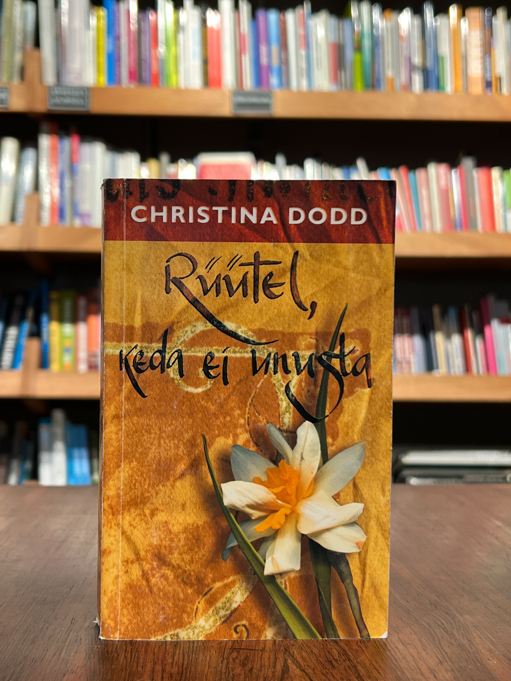 CHRISTINA DODD
Rüütel,
keda ei unusta